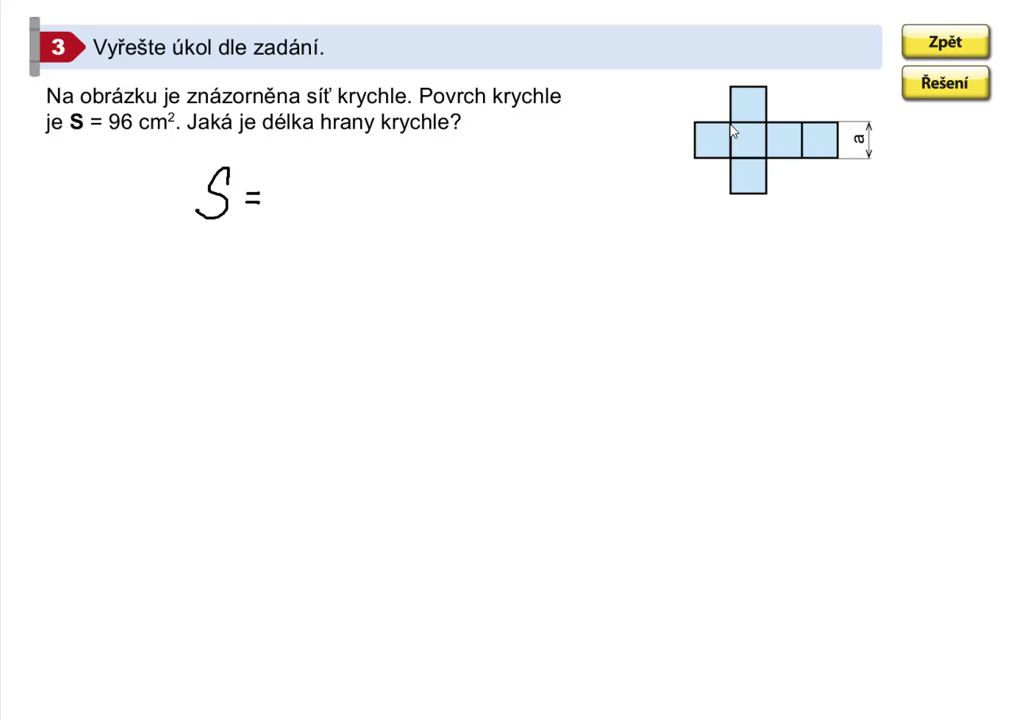 3 Vyřešte úkol dle zadání.
Zpět
Řešení
Na obrázku je znázorněna síť krychle. Povrch krychle
je S = 96 cm². Jaká je délka hrany krychle?
a
S =